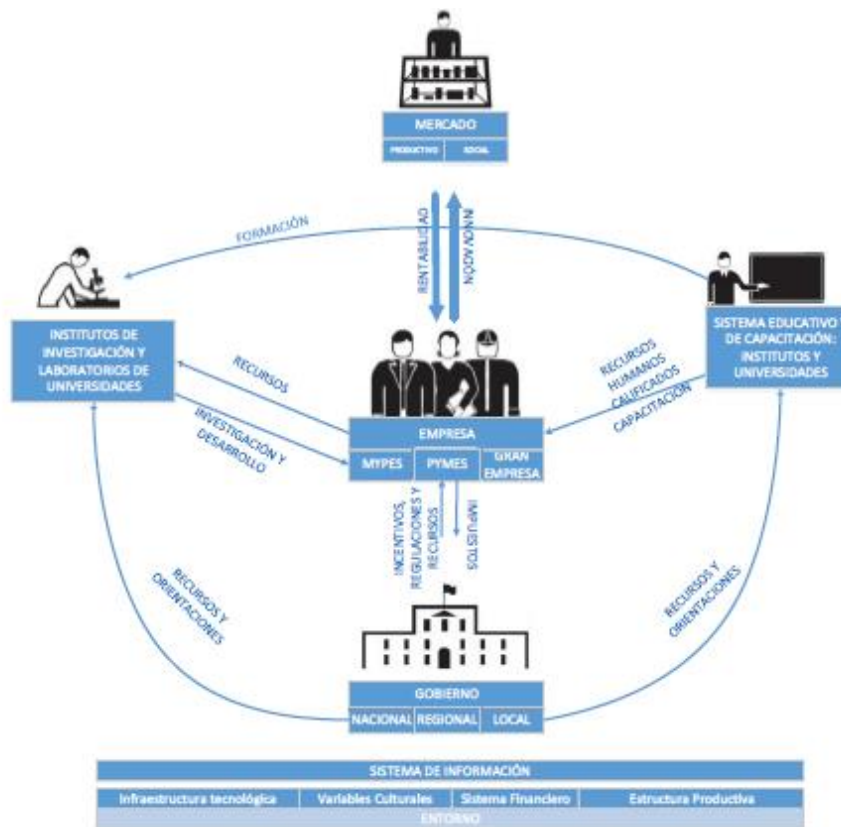 MERCADO
PRODUCTIVO SOCIAL
FORMACIÓN
RENTABILIDAD
INNOVACIÓN
INSTITUTOS DE
INVESTIGACIÓN Y
LABORATORIOS DE
UNIVERSIDADES
SISTEMA EDUCATIVO Y
DE CAPACITACIÓN:
INSTITUTOS Y
UNIVERSIDADES
RECURSOS
INVESTIGACIÓN Y
DESARROLLO
RECURSOS
HUMANOS
CALIFICADOS
CAPACITACIÓN
EMPRESA
MYPES PYMES GRAN
EMPRESA
INCENTIVOS,
REGULACIONES Y
RECURSOS
IMPUESTOS
RECURSOS Y
ORIENTACIONES
RECURSOS Y
ORIENTACIONES
GOBIERNO
NACIONAL REGIONAL LOCAL
SISTEMA DE INFORMACIÓN
Infraestructura tecnológica Variables Culturales Sistema Financiero Estructura Productiva
ENTORNO